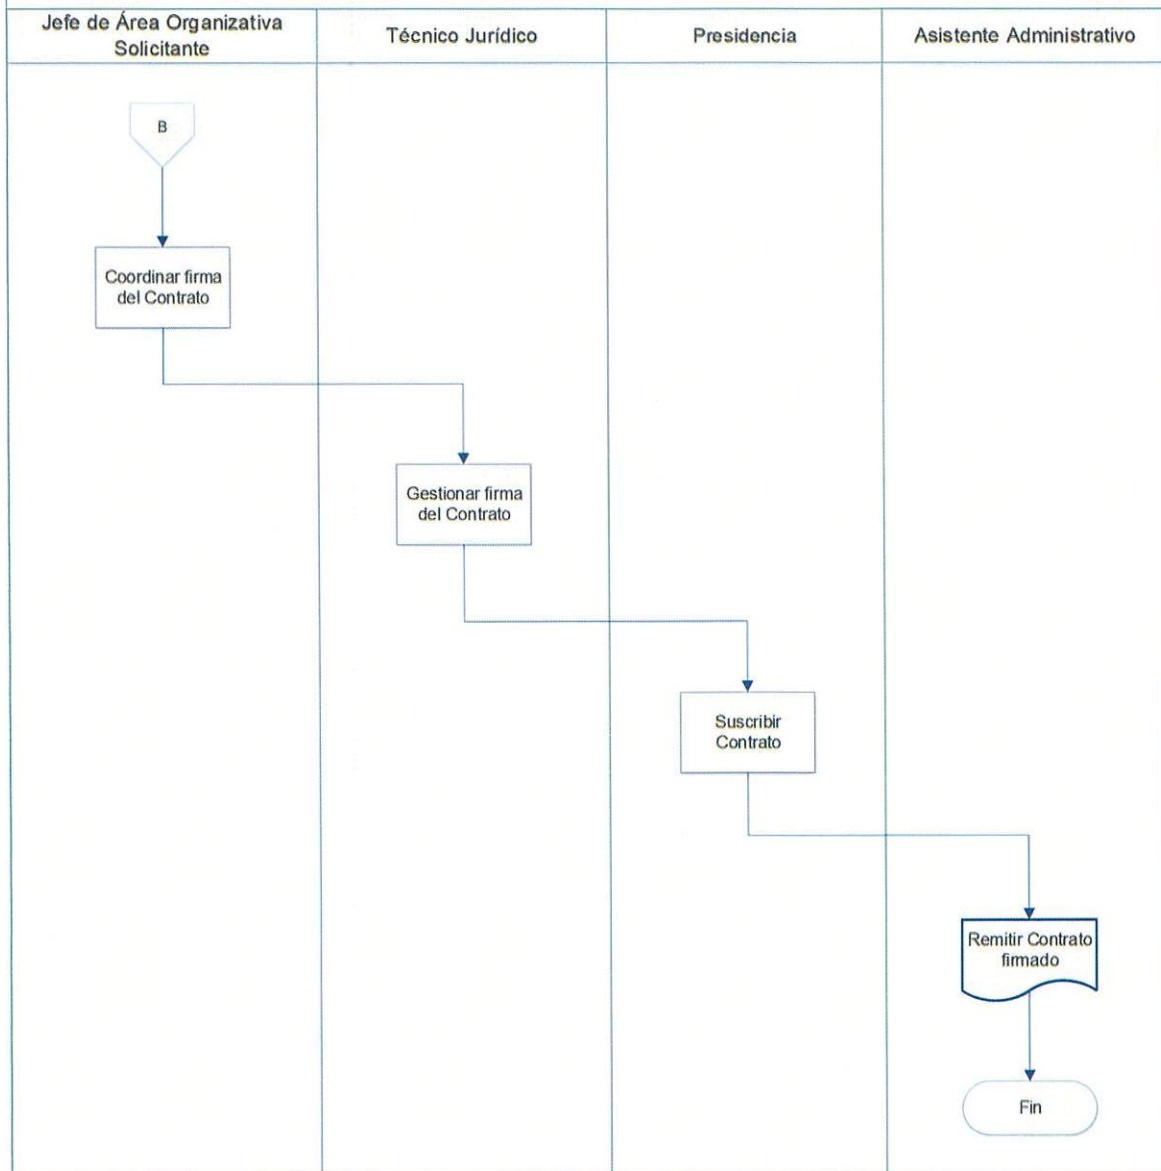 Jefe de Área Organizativa
Solicitante
Técnico Jurídico
Presidencia
Asistente Administrativo
B
Coordinar firma
del Contrato
Gestionar firma
del Contrato
Suscribir
Contrato
Remitir Contrato
firmado
Fin